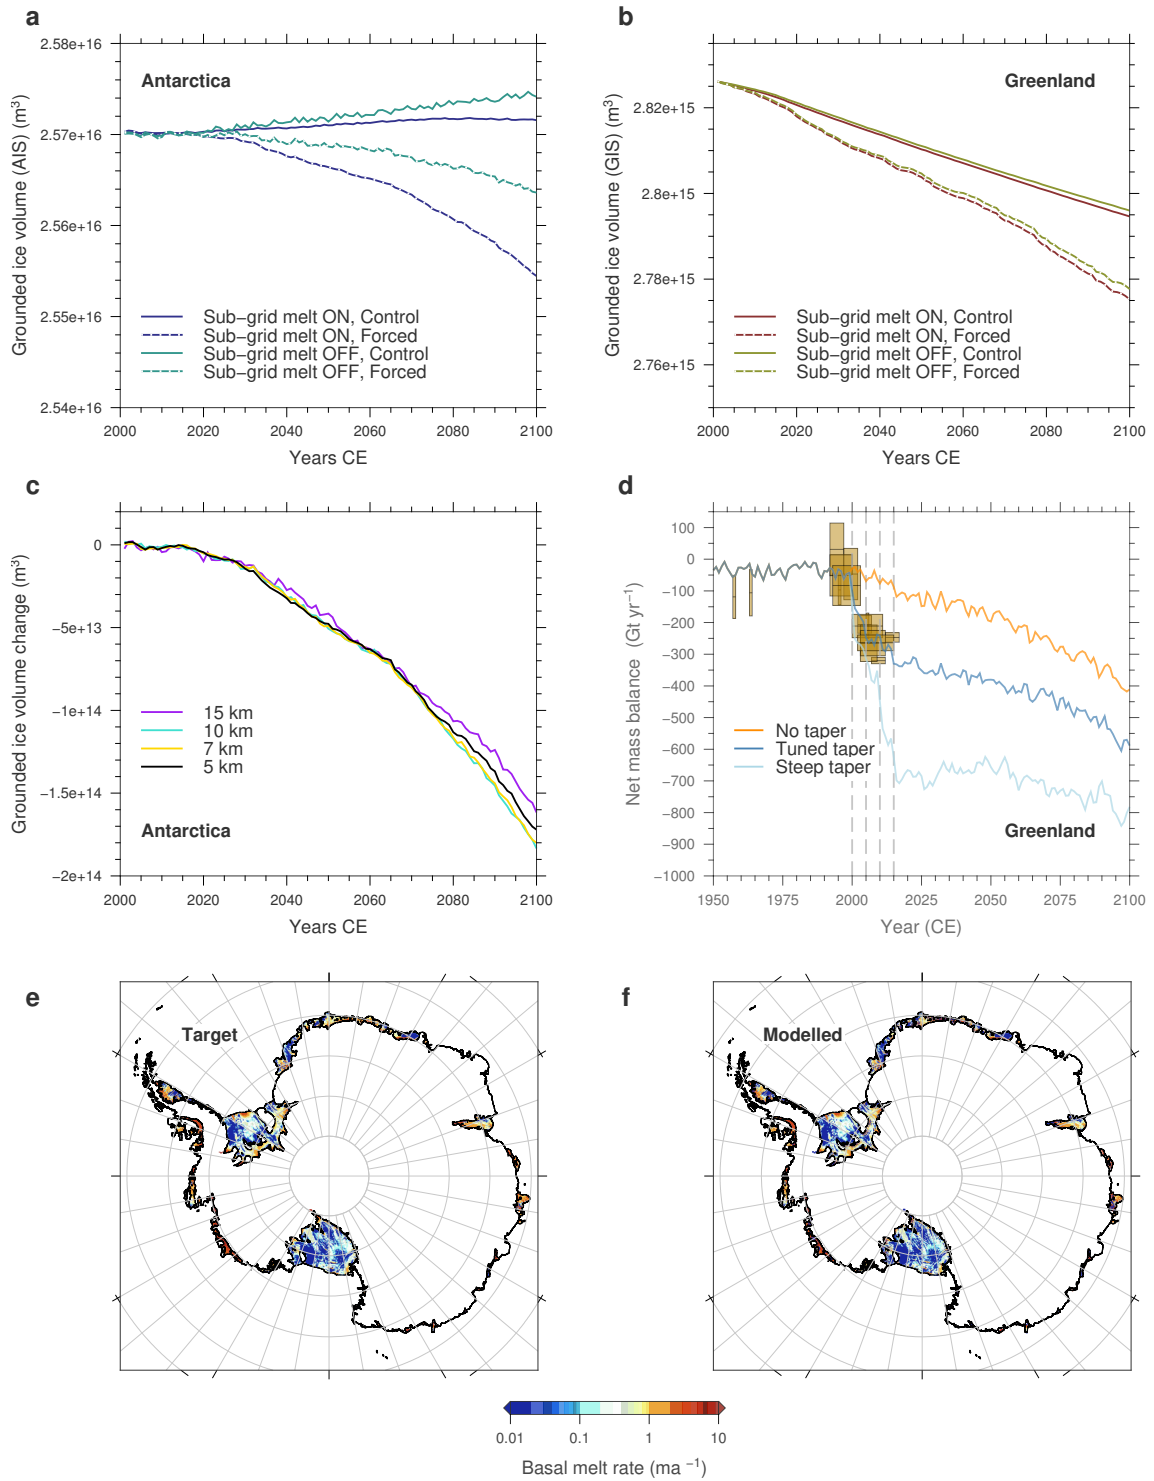 a
2.58e+16
2.57e+16
2.56e+16
2.55e+16
2.54e+16
Grounded ice volume (AIS) (m³)
Antarctica
Sub−grid melt ON, Control
Sub−grid melt ON, Forced
Sub−grid melt OFF, Control
Sub−grid melt OFF, Forced
2000 2020 2040 2060 2080 2100
Years CE
b
2.82e+15
2.8e+15
2.78e+15
2.76e+15
Grounded ice volume (GIS) (m³)
Greenland
Sub−grid melt ON, Control
Sub−grid melt ON, Forced
Sub−grid melt OFF, Control
Sub−grid melt OFF, Forced
2000 2020 2040 2060 2080 2100
Years CE
c
0
−5e+13
−1e+14
−1.5e+14
−2e+14
Grounded ice volume change (m³)
15 km
10 km
7 km
5 km
Antarctica
2000 2020 2040 2060 2080 2100
Years CE
d
100
0
−100
−200
−300
−400
−500
−600
−700
−800
−900
−1000
Net mass balance (Gt yr⁻¹)
No taper
Tuned taper
Steep taper
Greenland
1950 1975 2000 2025 2050 2075 2100
Year (CE)
e
Target
f
Modelled
0.01 0.1 1 10
Basal melt rate (ma ⁻¹)